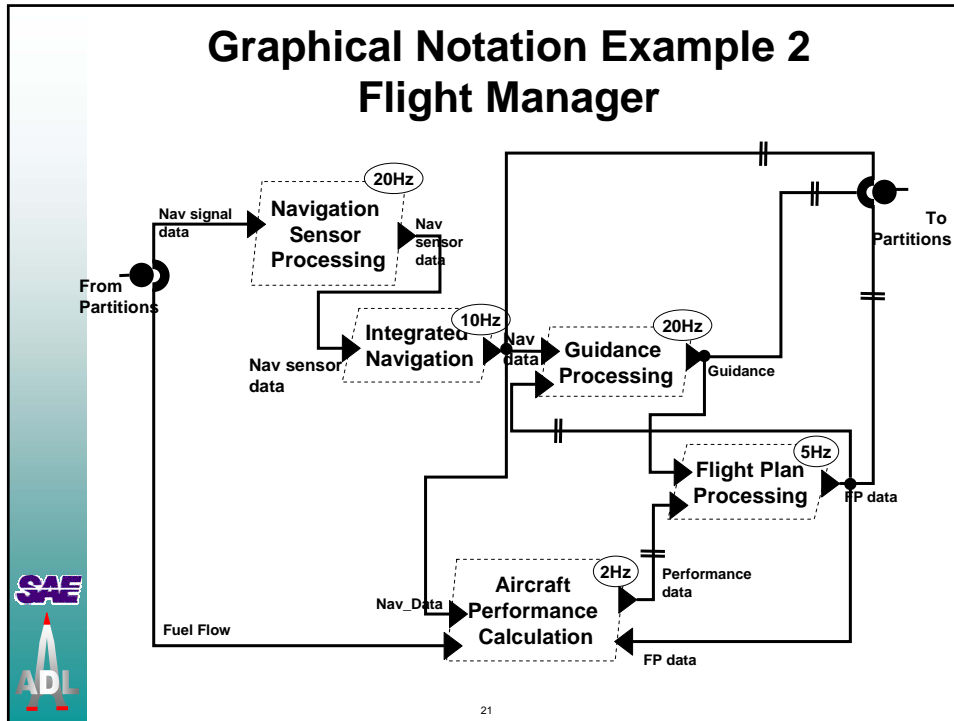 Graphical Notation Example 2
Flight Manager
20Hz
Navigation
Sensor
Processing
Nav signal
data
Nav
sensor
data
To
Partitions
From
Partitions
10Hz
Integrated
Navigation
Nav sensor
data
Nav
data
20Hz
Guidance
Processing
Guidance
5Hz
Flight Plan
Processing
FP data
2Hz
Aircraft
Performance
Calculation
Performance
data
Nav_Data
Fuel Flow
FP data
SAE
ADL
21